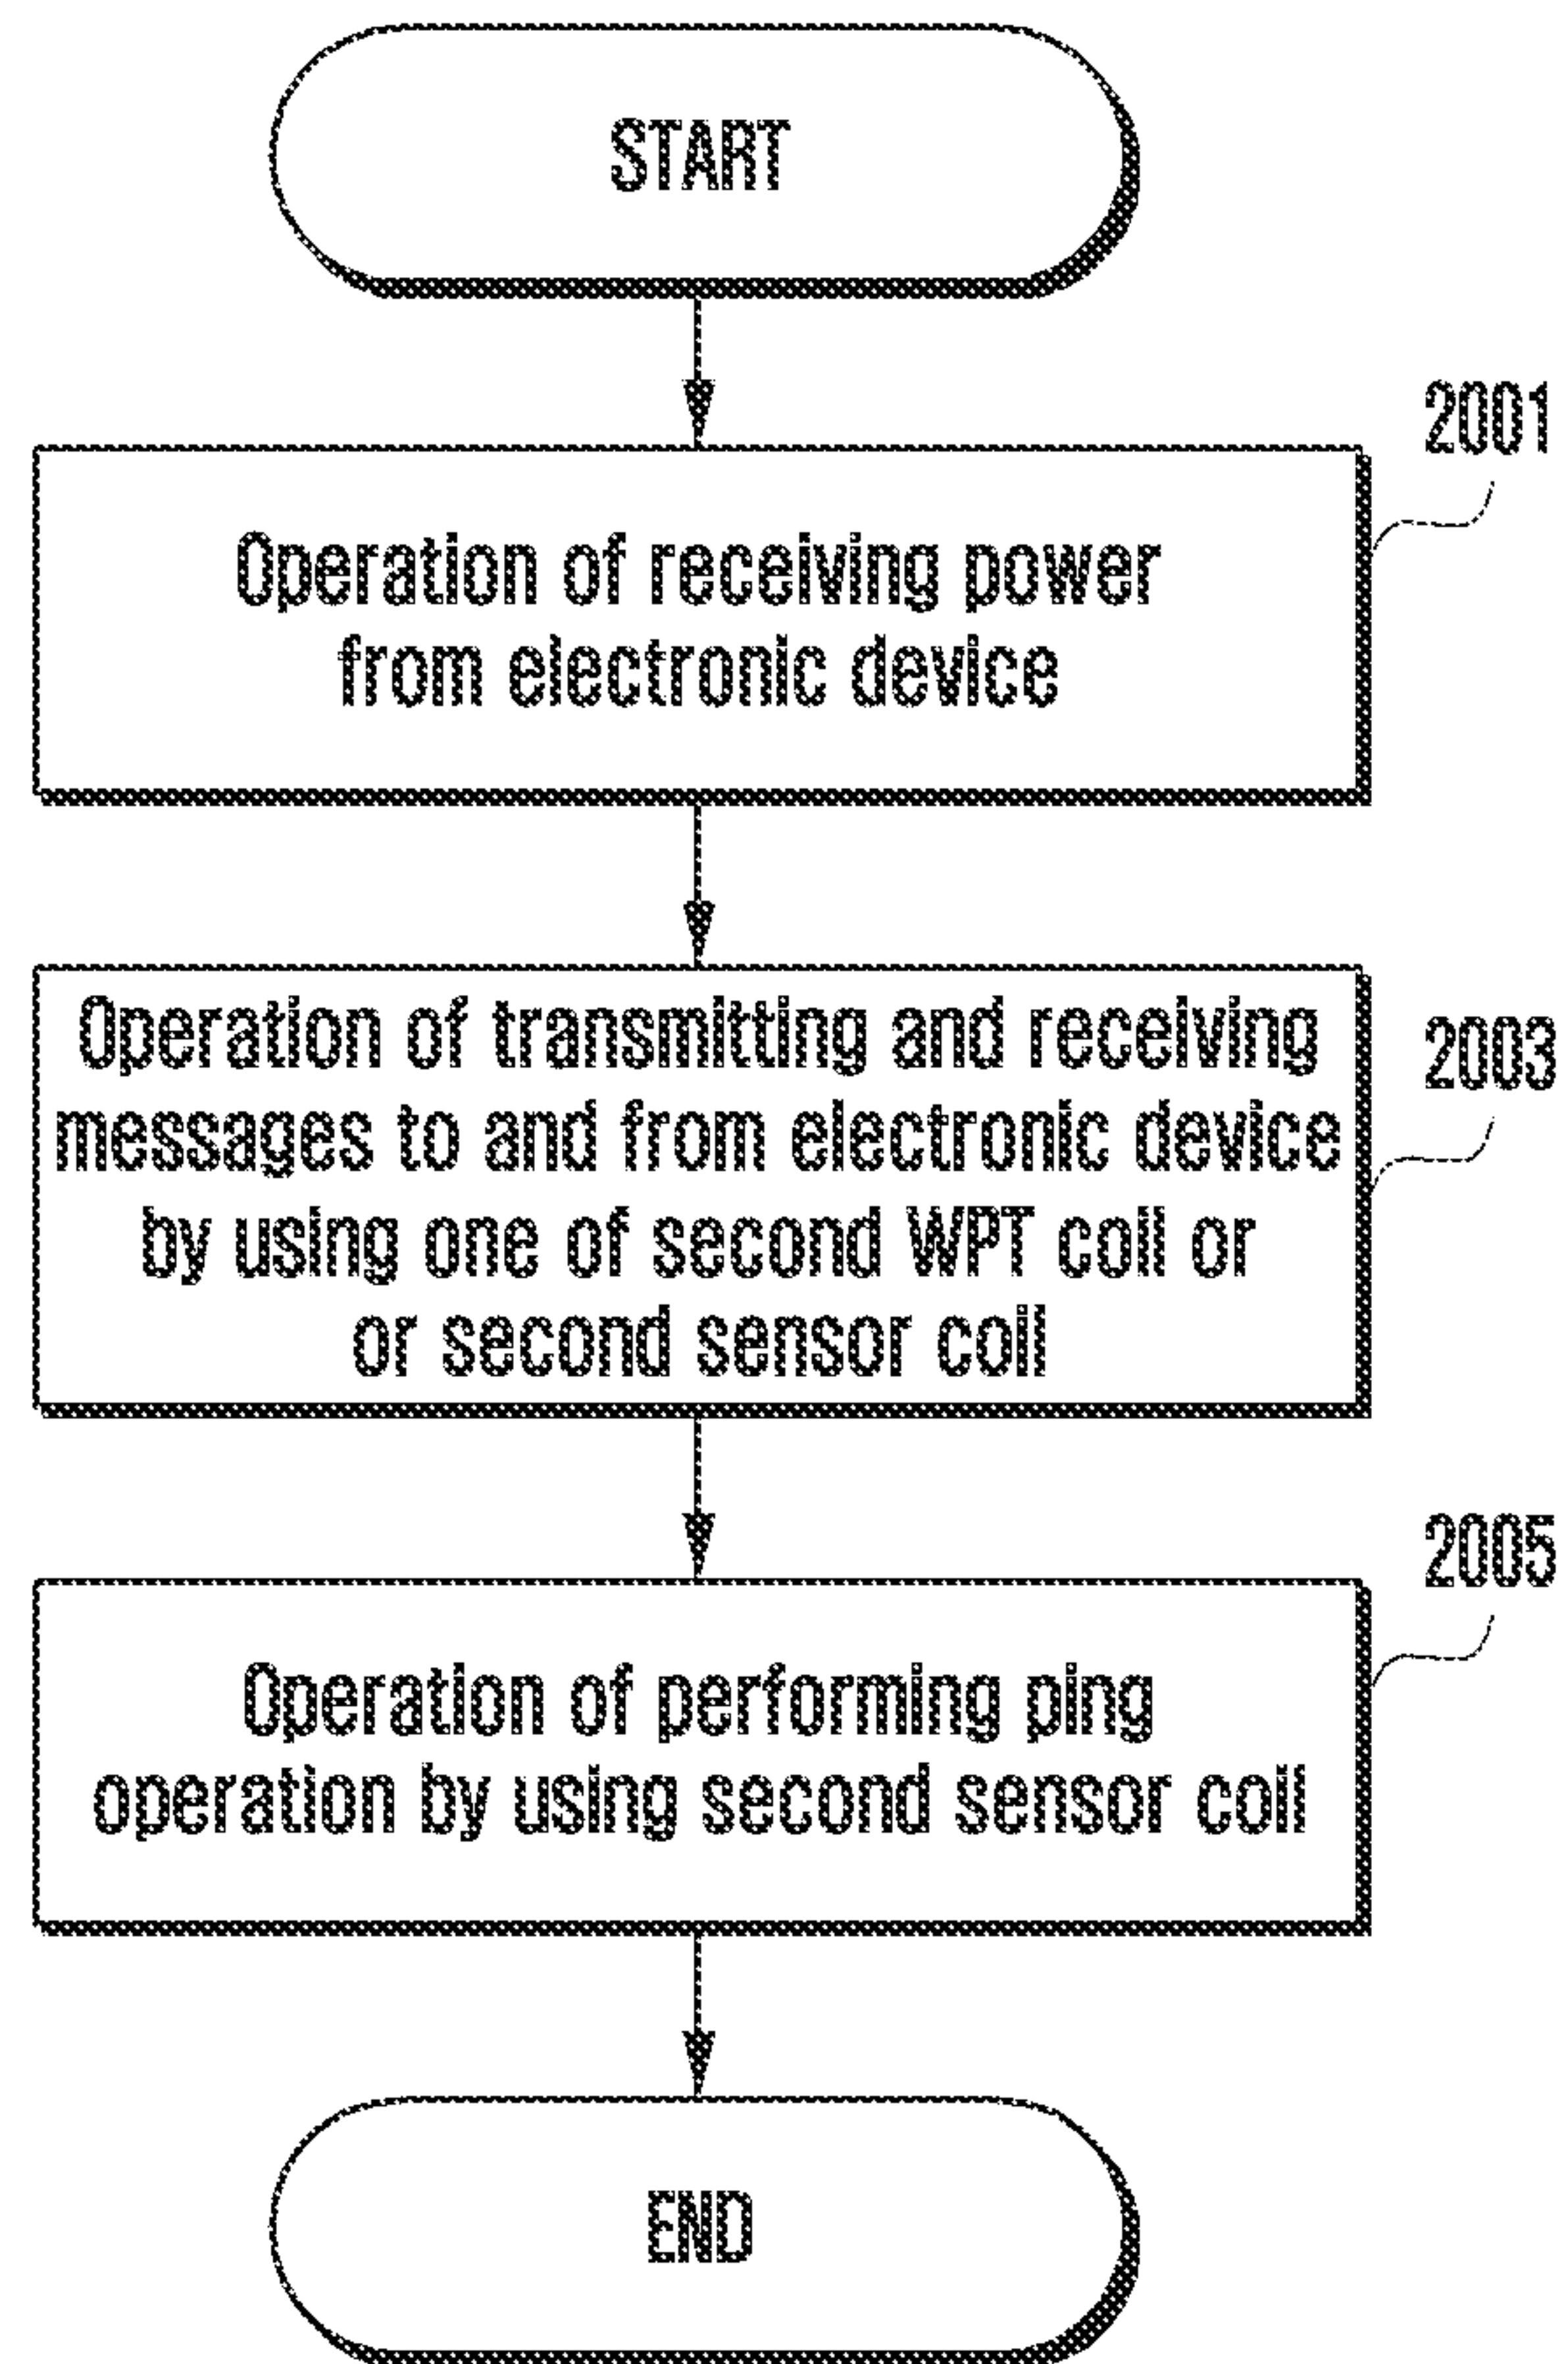 START
2001
Operation of receiving power
from electronic device
2003
Operation of transmitting and receiving
messages to and from electronic device
by using one of second WPT coil or
or second sensor coil
2005
Operation of performing ping
operation by using second sensor coil
END